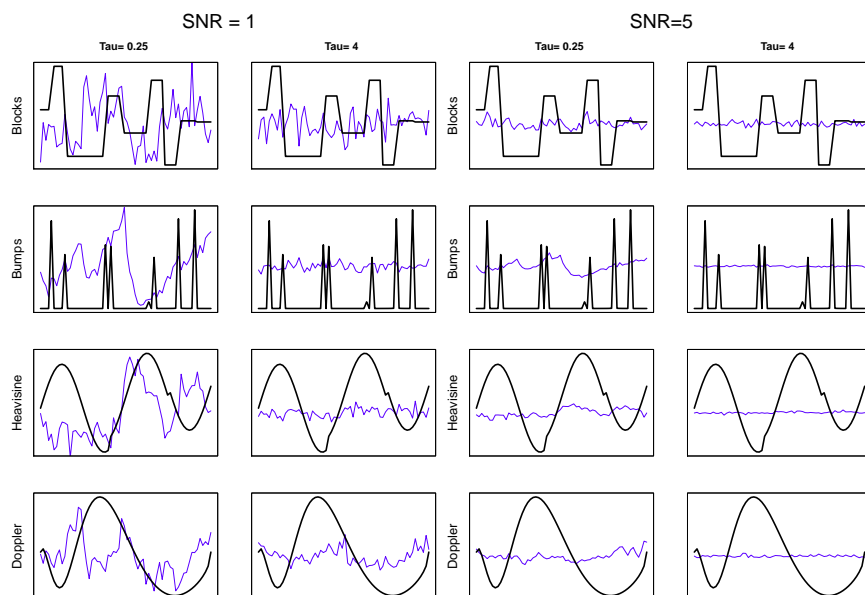 SNR = 1 SNR=5
Tau= 0.25 Tau= 4 Tau= 0.25 Tau= 4
Blocks Blocks
Bumps Bumps
Heavisine Heavisine
Doppler Doppler